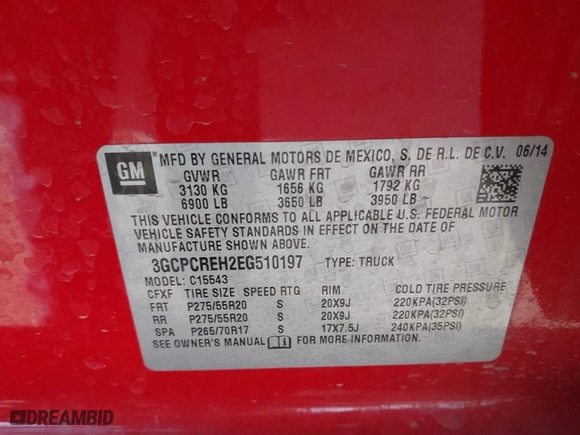 GM
MFD BY GENERAL MOTORS DE MEXICO, S. DE R.L. DE C.V. 06/14
GVWR GAWR FRT GAWR RR
3130 KG 1656 KG 1792 KG
6900 LB 3650 LB 3950 LB
THIS VEHICLE CONFORMS TO ALL APPLICABLE U.S. FEDERAL MOTOR
VEHICLE SAFETY STANDARDS IN EFFECT ON THE DATE OF
MANUFACTURE SHOWN ABOVE.
3GCPCREH2EG510197 TYPE: TRUCK
MODEL: C15543
CFXF TIRE SIZE SPEED RTG RIM COLD TIRE PRESSURE
FRT P275/55R20 S 20X9J 220KPA(32PSI)
RR P275/55R20 S 20X9J 220KPA(32PSI)
SPA P265/70R17 S 17X7.5J 240KPA(35PSI)
SEE OWNER'S MANUAL FOR MORE INFORMATION.
DREAMBID